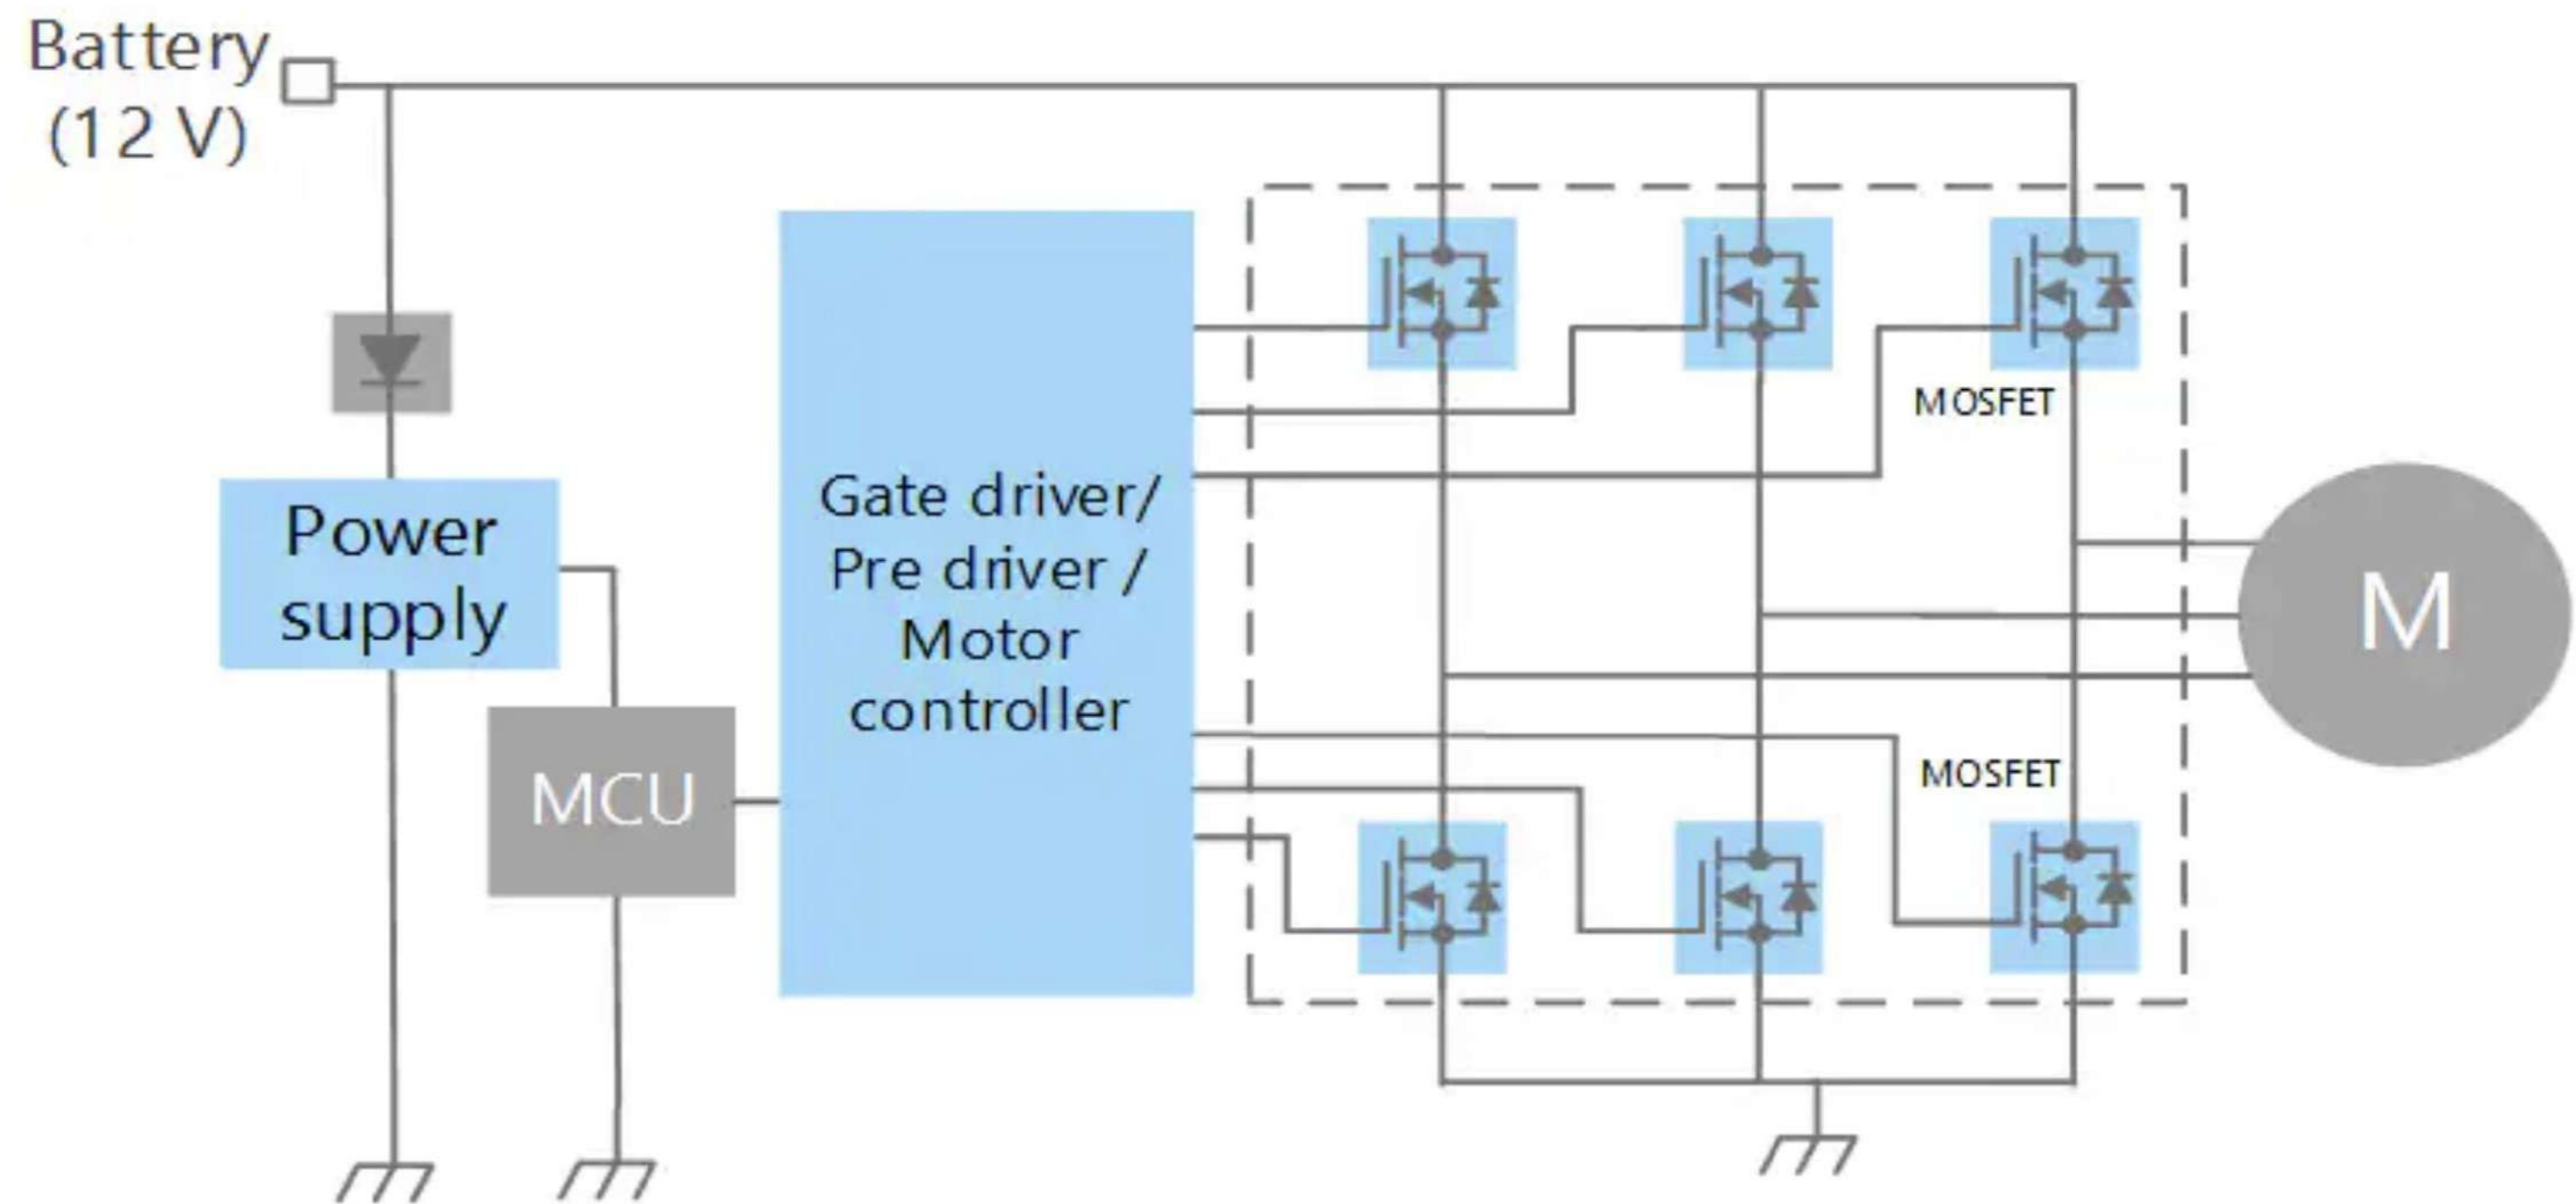 Battery
(12 V)
Power
supply
MCU
Gate driver/
Pre driver /
Motor
controller
MOSFET
MOSFET
M